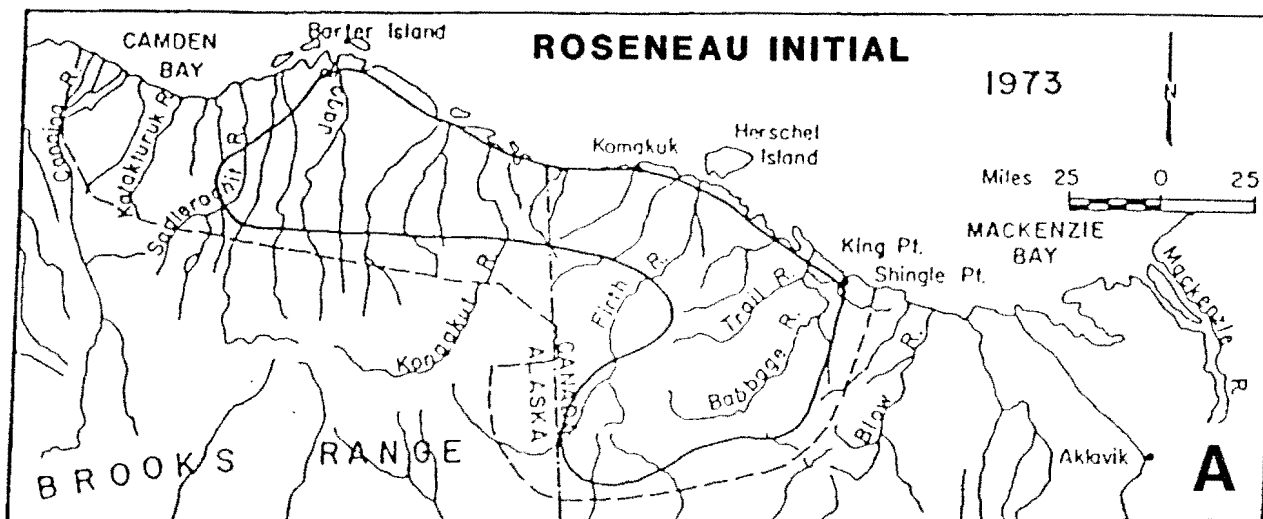 ROSENEAU INITIAL
1973
CAMDEN
BAY
Barter Island
N
Miles 25 0 25
Canning R.
Katakturuk R.
Sadlerochit R.
Jago
Komakuk
Herschel
Island
MACKENZIE
BAY
King Pt.
Shingle Pt.
Mackenzie R.
Kongakut R.
Firth R.
Trail R.
Babbage R.
Blow R.
CANADA
ALASKA
BROOKS RANGE
Aklavik
A